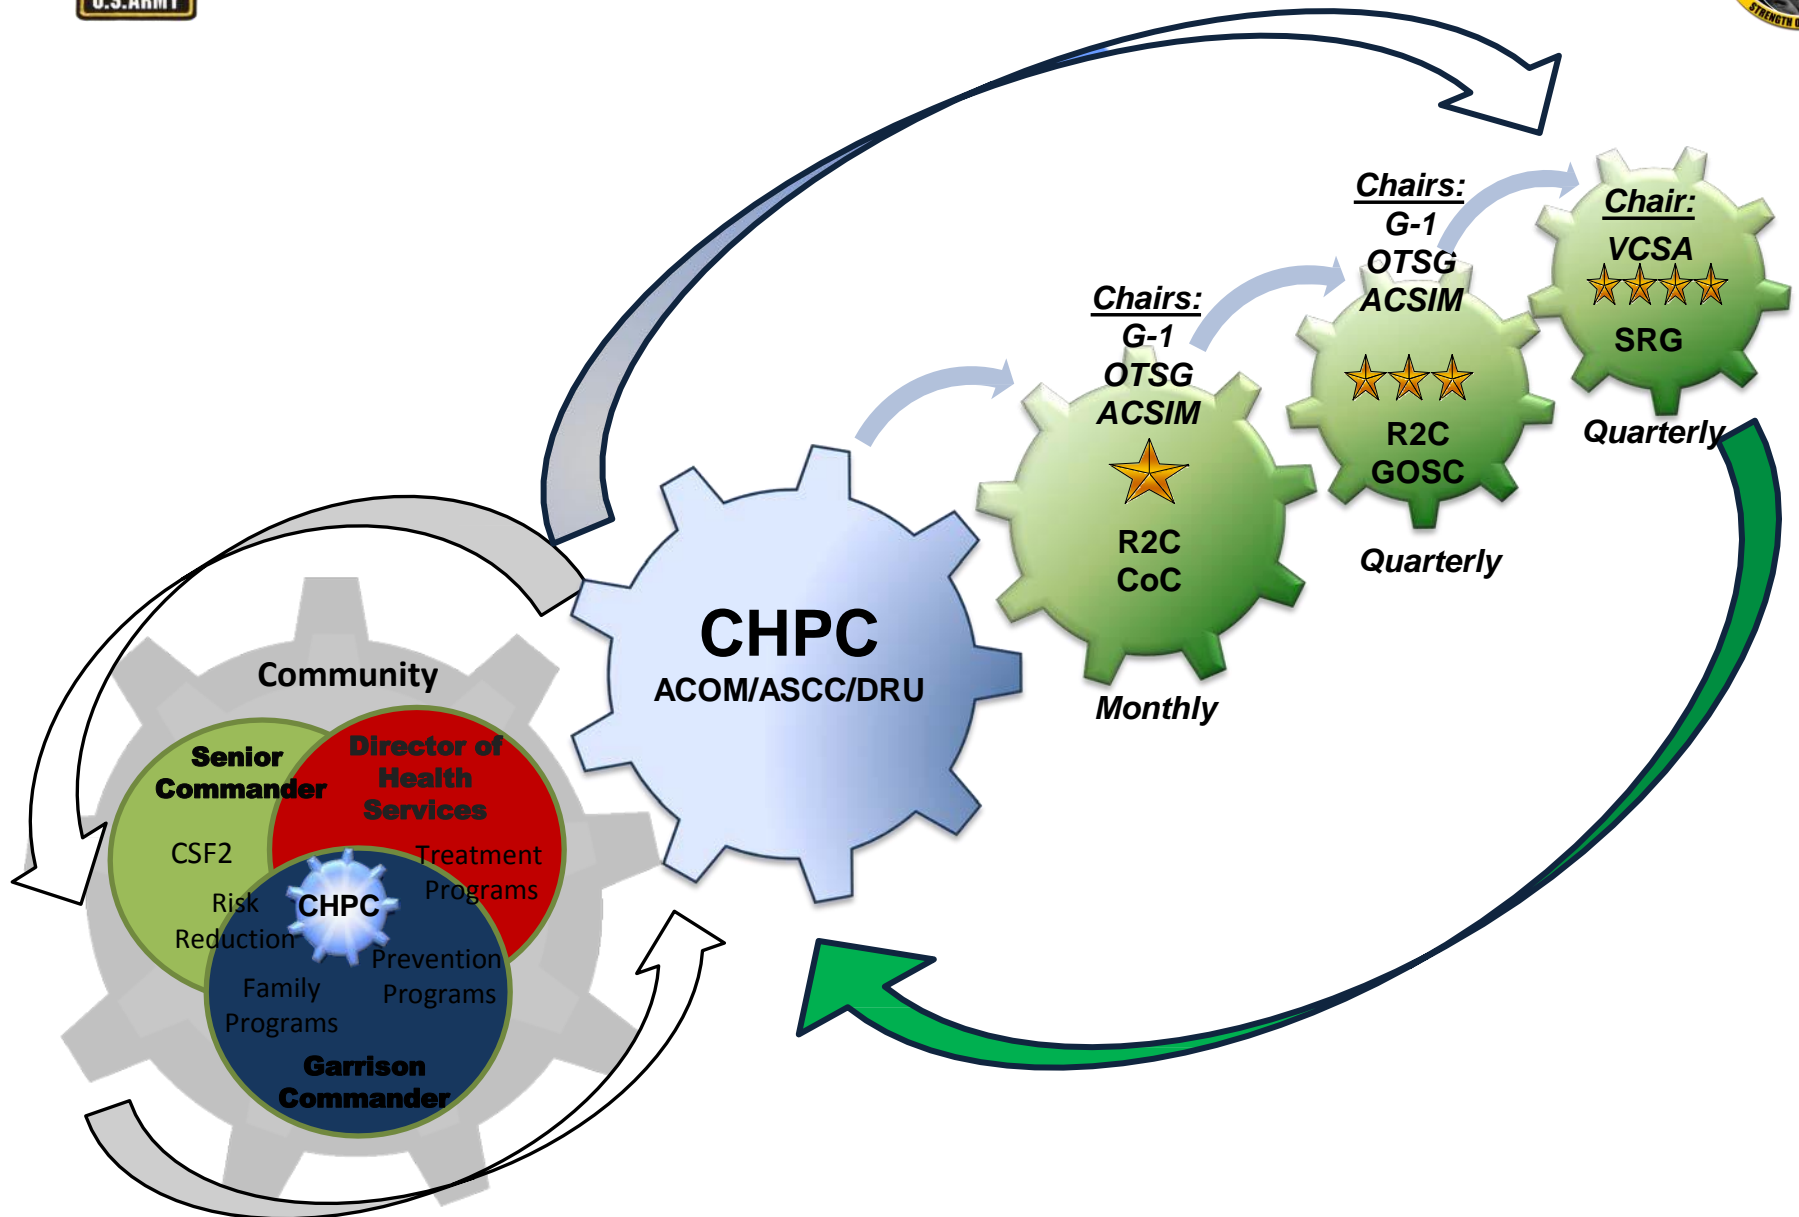 U.S.ARMY
STRENGTH O
Chairs:
G-1
OTSG
ACSIM
Chair:
VCSA
SRG
Quarterly
Chairs:
G-1
OTSG
ACSIM
R2C
GOSC
Quarterly
R2C
CoC
Monthly
CHPC
ACOM/ASCC/DRU
Community
Senior
Commander
Director of
Health
Services
CSF2
Treatment
Programs
Risk
Reduction
CHPC
Prevention
Programs
Family
Programs
Garrison
Commander